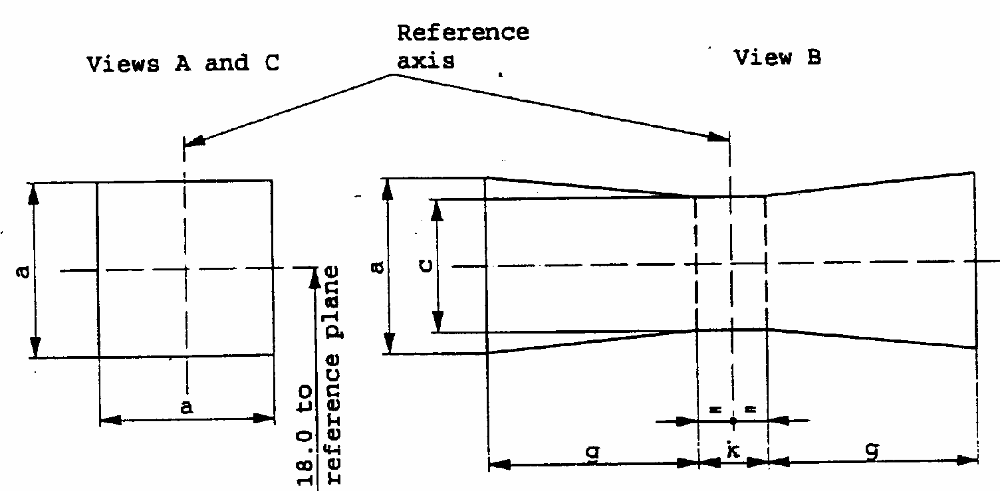 Reference
axis
Views A and C
View B
a
a
18.0 to
reference plane
a
c
= =
g
k
g